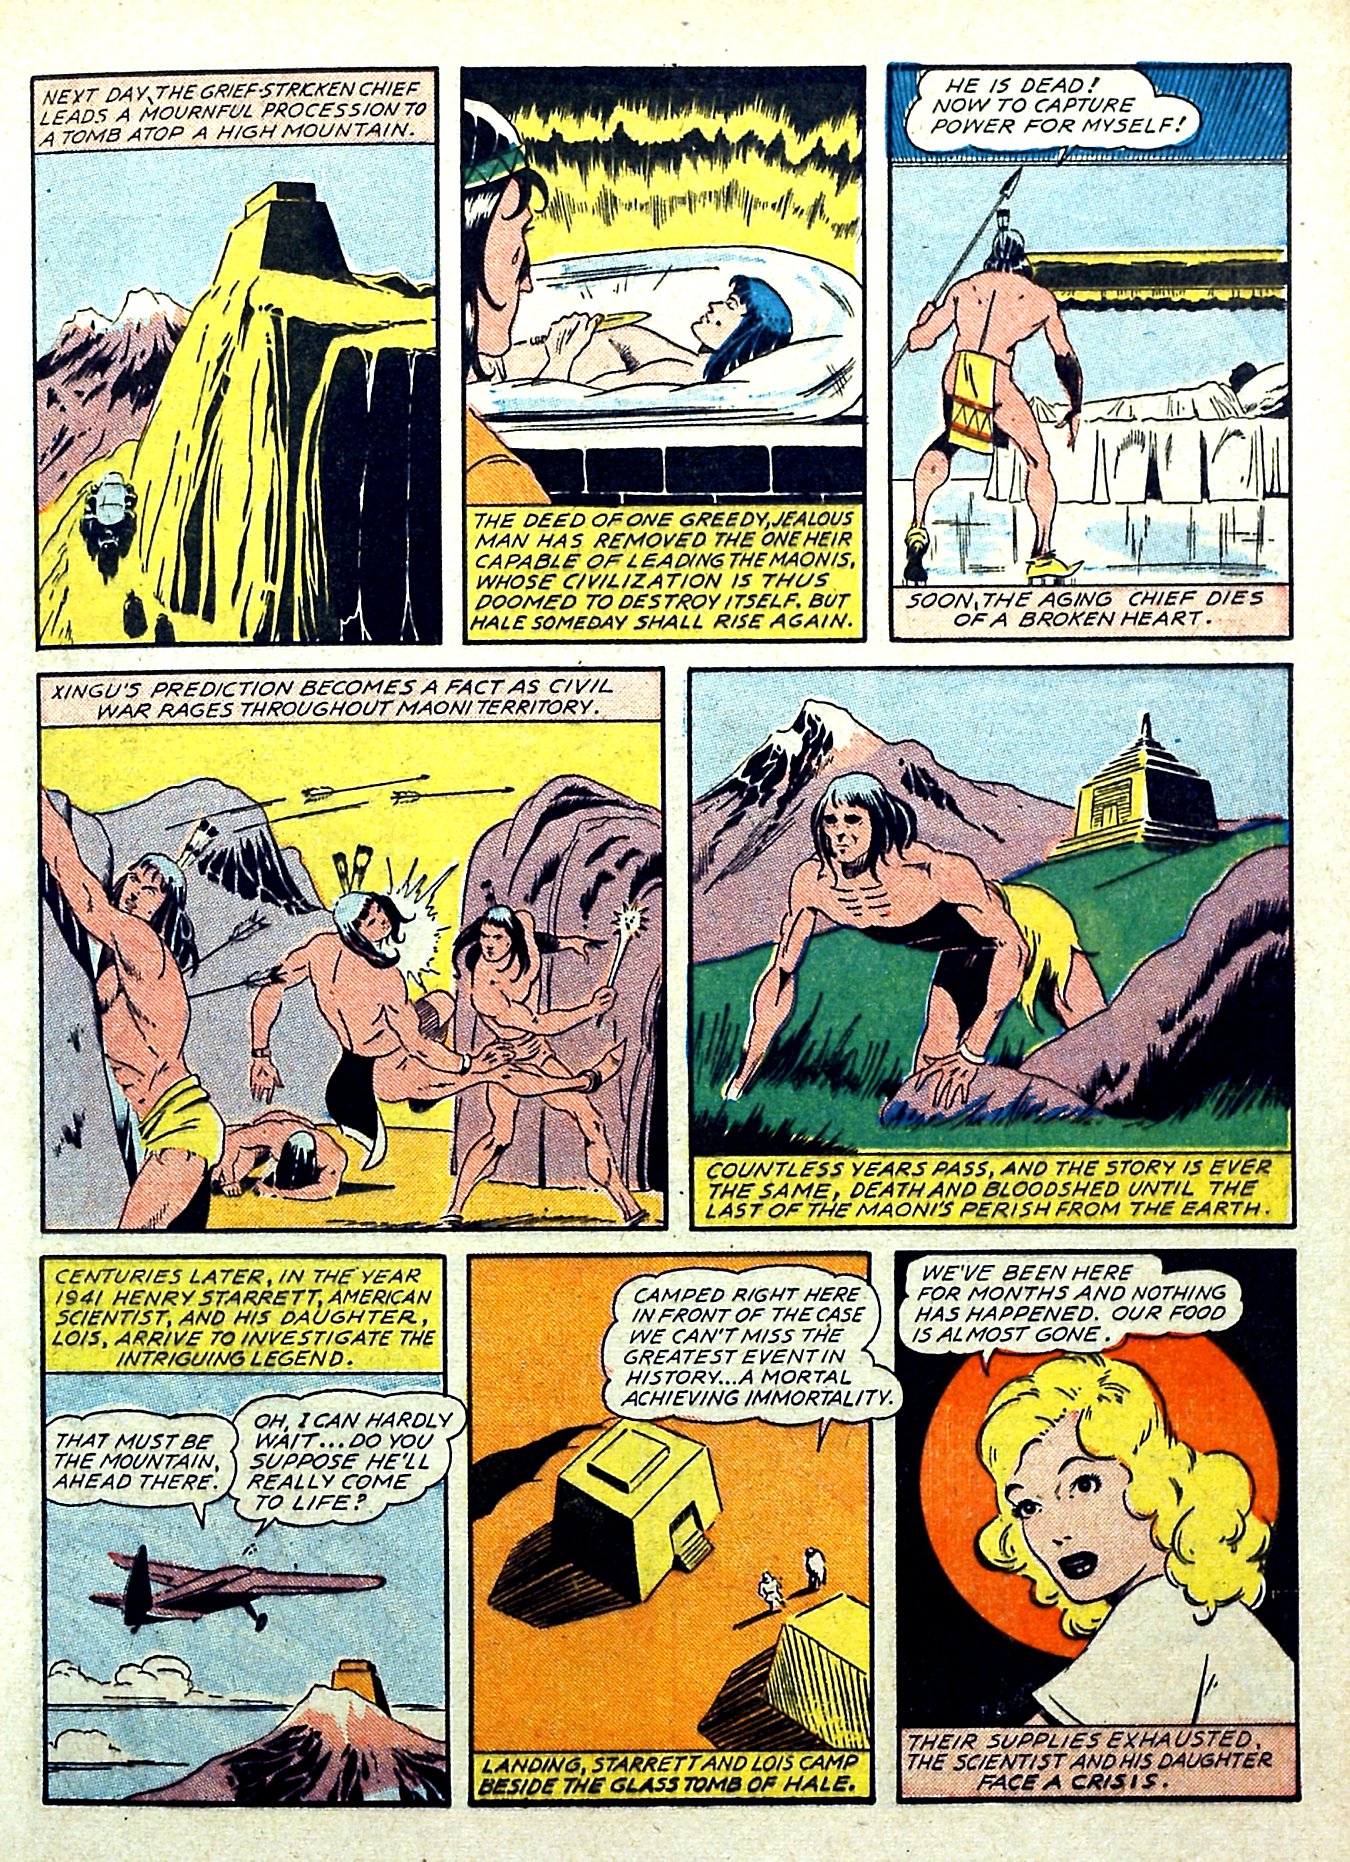 NEXT DAY, THE GRIEF-STRICKEN CHIEF
LEADS A MOURNFUL PROCESSION TO
A TOMB ATOP A HIGH MOUNTAIN.
THE DEED OF ONE GREEDY, JEALOUS
MAN HAS REMOVED THE ONE HEIR
CAPABLE OF LEADING THE MAONIS,
WHOSE CIVILIZATION IS THUS
DOOMED TO DESTROY ITSELF. BUT
HALE SOMEDAY SHALL RISE AGAIN.
HE IS DEAD!
NOW TO CAPTURE
POWER FOR MYSELF!
SOON, THE AGING CHIEF DIES
OF A BROKEN HEART.
XINGU'S PREDICTION BECOMES A FACT AS CIVIL
WAR RAGES THROUGHOUT MAONI TERRITORY.
COUNTLESS YEARS PASS, AND THE STORY IS EVER
THE SAME, DEATH AND BLOODSHED UNTIL THE
LAST OF THE MAONI'S PERISH FROM THE EARTH.
CENTURIES LATER, IN THE YEAR
1941 HENRY STARRETT, AMERICAN
SCIENTIST, AND HIS DAUGHTER,
LOIS, ARRIVE TO INVESTIGATE THE
INTRIGUING LEGEND.
THAT MUST BE
THE MOUNTAIN,
AHEAD THERE.
OH, I CAN HARDLY
WAIT...DO YOU
SUPPOSE HE'LL
REALLY COME
TO LIFE?
CAMPED RIGHT HERE
IN FRONT OF THE CASE
WE CAN'T MISS THE
GREATEST EVENT IN
HISTORY...A MORTAL
ACHIEVING IMMORTALITY.
LANDING, STARRETT AND LOIS CAMP
BESIDE THE GLASS TOMB OF HALE.
WE'VE BEEN HERE
FOR MONTHS AND NOTHING
HAS HAPPENED. OUR FOOD
IS ALMOST GONE.
THEIR SUPPLIES EXHAUSTED,
THE SCIENTIST AND HIS DAUGHTER
FACE A CRISIS.